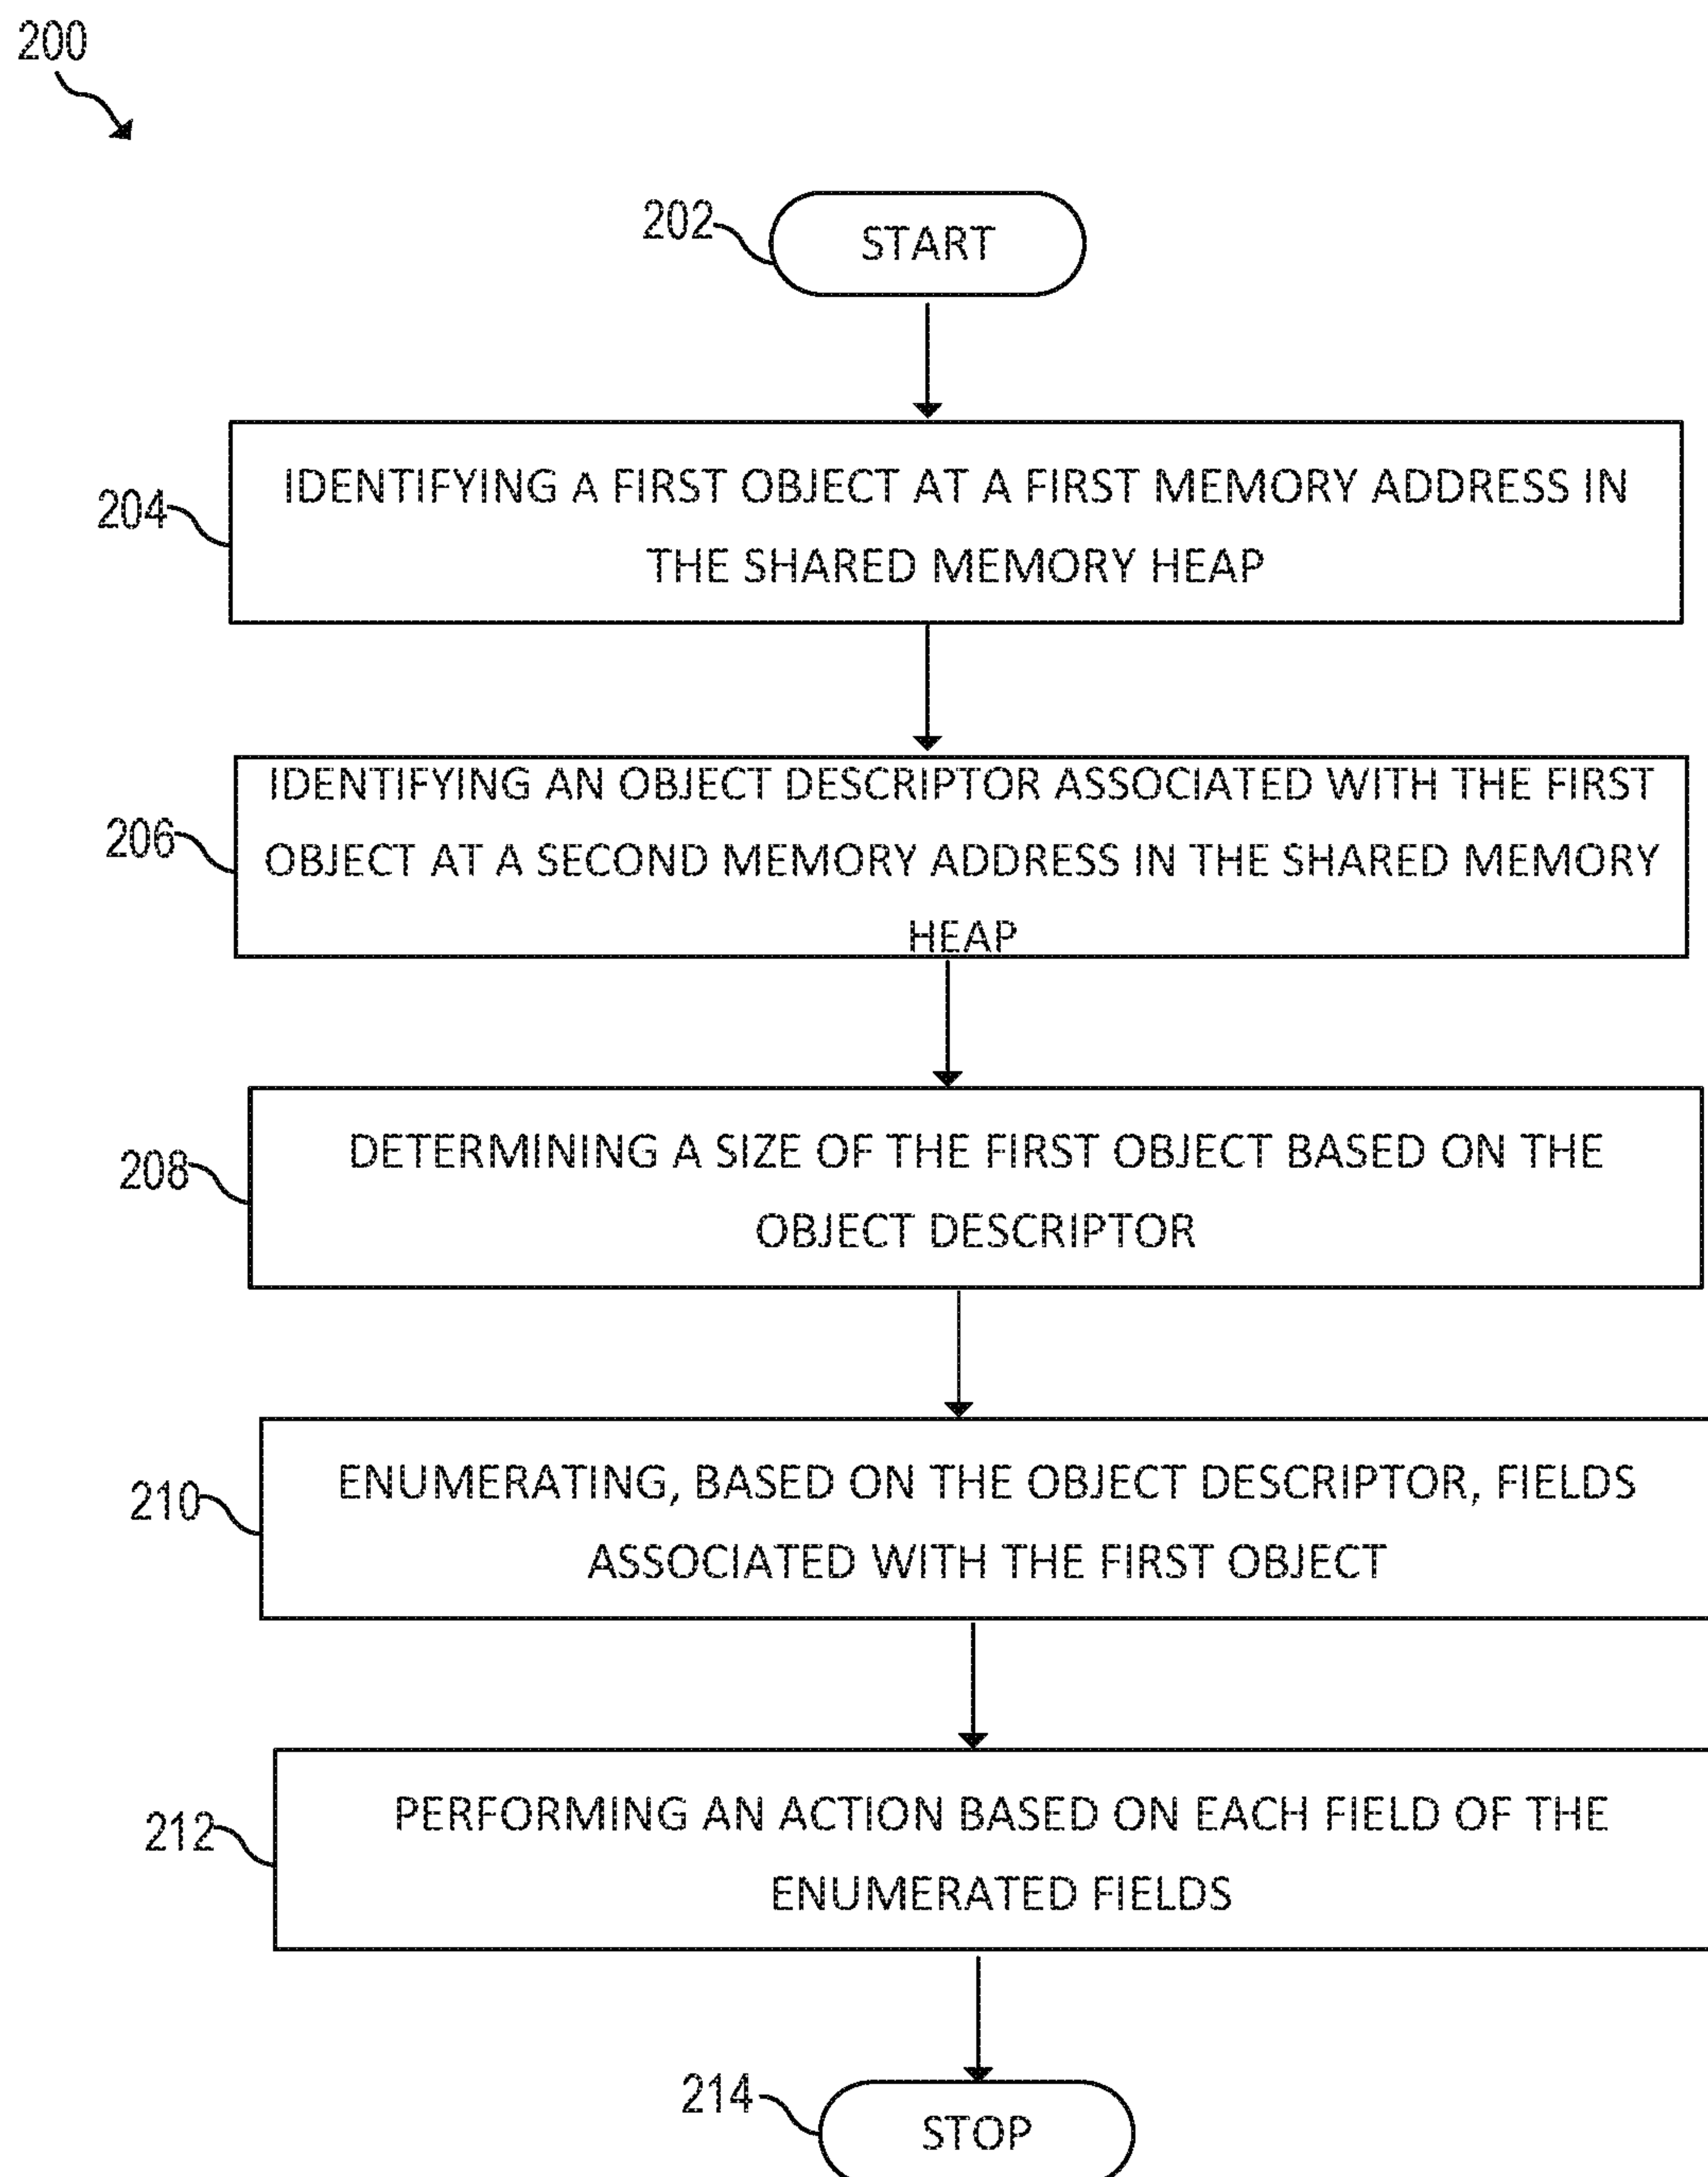 200
202
START
204
IDENTIFYING A FIRST OBJECT AT A FIRST MEMORY ADDRESS IN
THE SHARED MEMORY HEAP
206
IDENTIFYING AN OBJECT DESCRIPTOR ASSOCIATED WITH THE FIRST
OBJECT AT A SECOND MEMORY ADDRESS IN THE SHARED MEMORY
HEAP
208
DETERMINING A SIZE OF THE FIRST OBJECT BASED ON THE
OBJECT DESCRIPTOR
210
ENUMERATING, BASED ON THE OBJECT DESCRIPTOR, FIELDS
ASSOCIATED WITH THE FIRST OBJECT
212
PERFORMING AN ACTION BASED ON EACH FIELD OF THE
ENUMERATED FIELDS
214
STOP